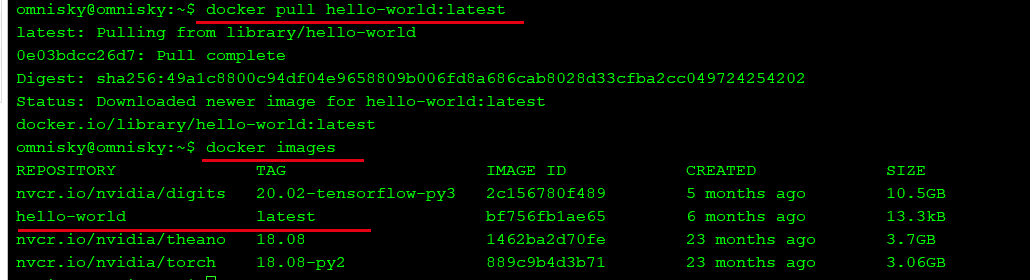 omnisky@omnisky:~$ docker pull hello-world:latest
latest: Pulling from library/hello-world
0e03bdcc26d7: Pull complete
Digest: sha256:49a1c8800c94df04e9658809b006fd8a686cab8028d33cfba2cc049724254202
Status: Downloaded newer image for hello-world:latest
docker.io/library/hello-world:latest
omnisky@omnisky:~$ docker images
REPOSITORY TAG IMAGE ID CREATED SIZE
nvcr.io/nvidia/digits 20.02-tensorflow-py3 2c156780f489 5 months ago 10.5GB
hello-world latest bf756fb1ae65 6 months ago 13.3kB
nvcr.io/nvidia/theano 18.08 1462ba2d70fe 23 months ago 3.7GB
nvcr.io/nvidia/torch 18.08-py2 889c9b4d3b71 23 months ago 3.06GB